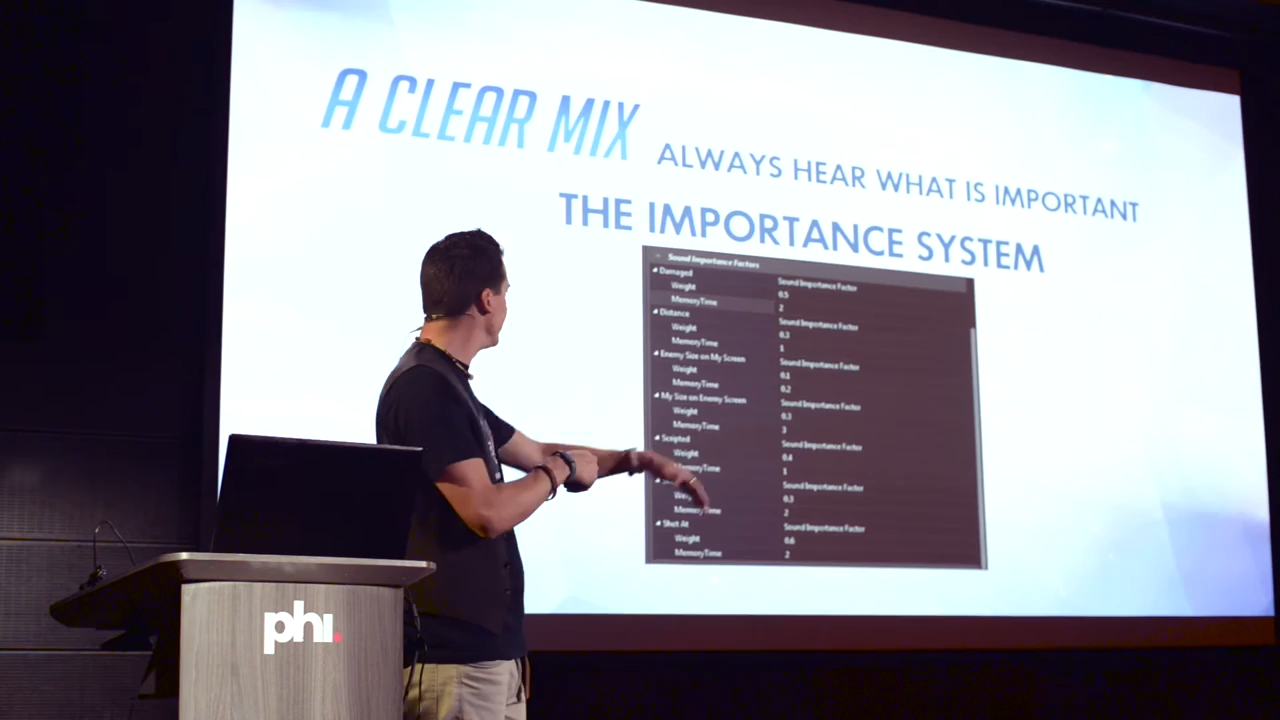 A CLEAR MIX ALWAYS HEAR WHAT IS IMPORTANT
THE IMPORTANCE SYSTEM
Sound Importance Factors
Damaged Sound Importance Factor
Weight 0.5
MemoryTime 2
Distance Sound Importance Factor
Weight 0.3
MemoryTime 1
Enemy Size on My Screen Sound Importance Factor
Weight 0.1
MemoryTime 0.2
My Size on Enemy Screen Sound Importance Factor
Weight 0.3
MemoryTime 3
Scripted Sound Importance Factor
Weight 0.4
1
Sound Importance Factor
0.3
2
Shot At Sound Importance Factor
Weight 0.6
MemoryTime 2
phi.